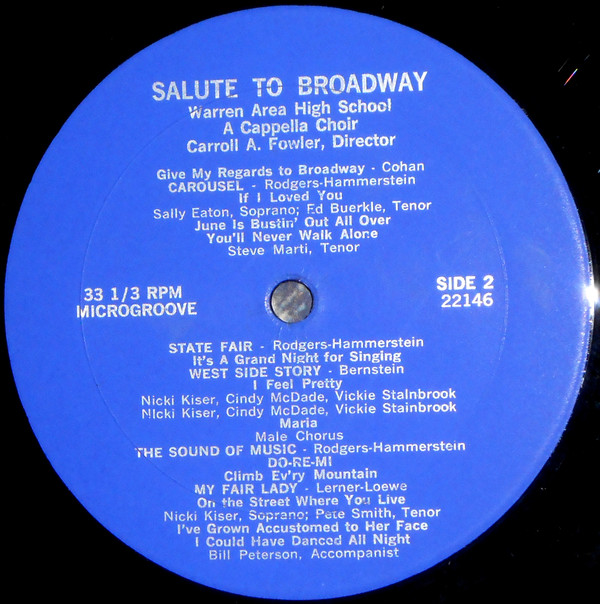 SALUTE TO BROADWAY
Warren Area High School
A Cappella Choir
Carroll A. Fowler, Director
Give My Regards to Broadway - Cohan
CAROUSEL - Rodgers-Hammerstein
If I Loved You
Sally Eaton, Soprano; Ed Buerkle, Tenor
June Is Bustin' Out All Over
You'll Never Walk Alone
Steve Marti, Tenor
33 1/3 RPM
MICROGROOVE
SIDE 2
22146
STATE FAIR - Rodgers-Hammerstein
It's A Grand Night for Singing
WEST SIDE STORY - Bernstein
I Feel Pretty
Nicki Kiser, Cindy McDade, Vickie Stainbrook
Nicki Kiser, Cindy McDade, Vickie Stainbrook
Maria
Male Chorus
THE SOUND OF MUSIC - Rodgers-Hammerstein
DO-RE-MI
Climb Ev'ry Mountain
MY FAIR LADY - Lerner-Loewe
On the Street Where You Live
Nicki Kiser, Soprano; Pete Smith, Tenor
I've Grown Accustomed to Her Face
I Could Have Danced All Night
Bill Peterson, Accompanist